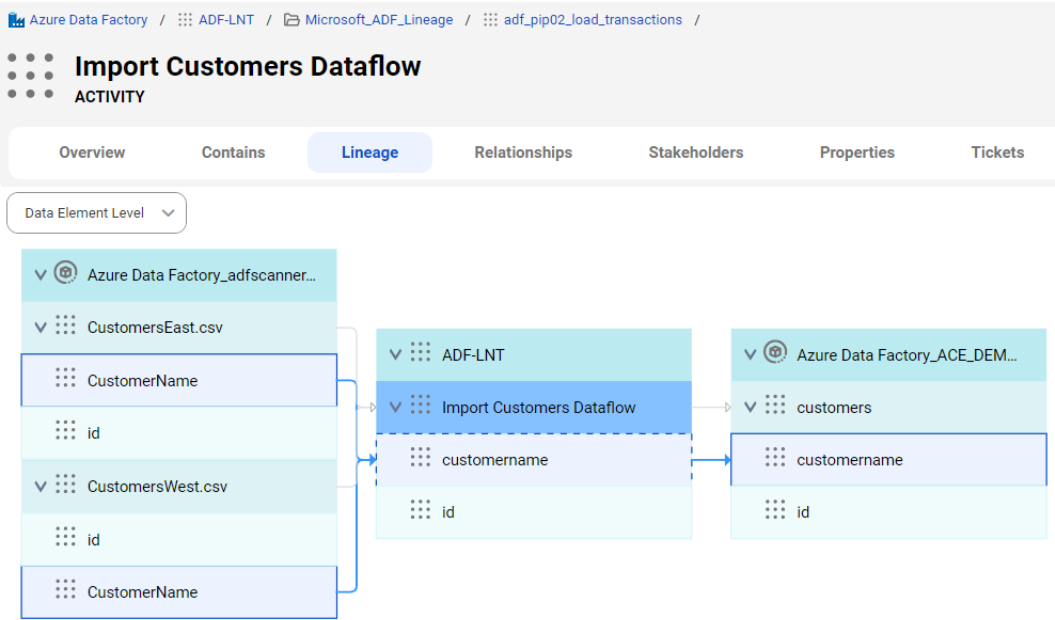 Azure Data Factory / ADF-LNT / Microsoft_ADF_Lineage / adf_pip02_load_transactions /
Import Customers Dataflow
ACTIVITY
Overview Contains Lineage Relationships Stakeholders Properties Tickets
Data Element Level
Azure Data Factory_adfscanner...
CustomersEast.csv
CustomerName
id
CustomersWest.csv
id
CustomerName
ADF-LNT
Import Customers Dataflow
customername
id
Azure Data Factory_ACE_DEM...
customers
customername
id